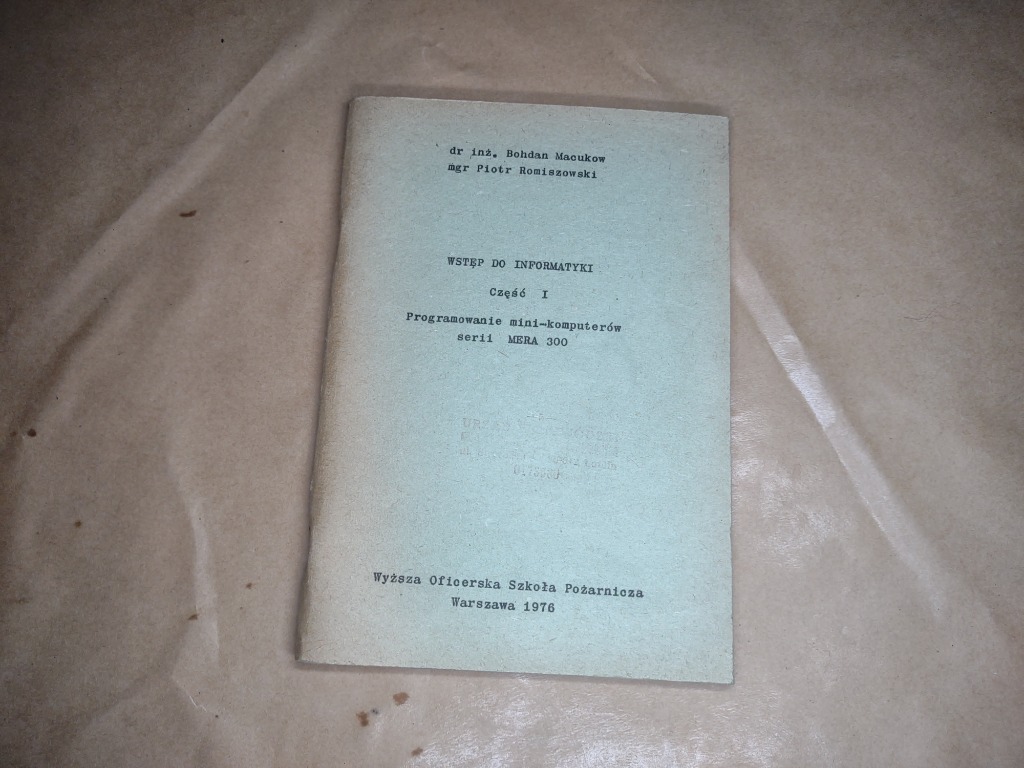 dr inż. Bohdan Macukow
mgr Piotr Romiszowski
WSTĘP DO INFORMATYKI
Część I
Programowanie mini-komputerów
serii MERA 300
Wyższa Oficerska Szkoła Pożarnicza
Warszawa 1976